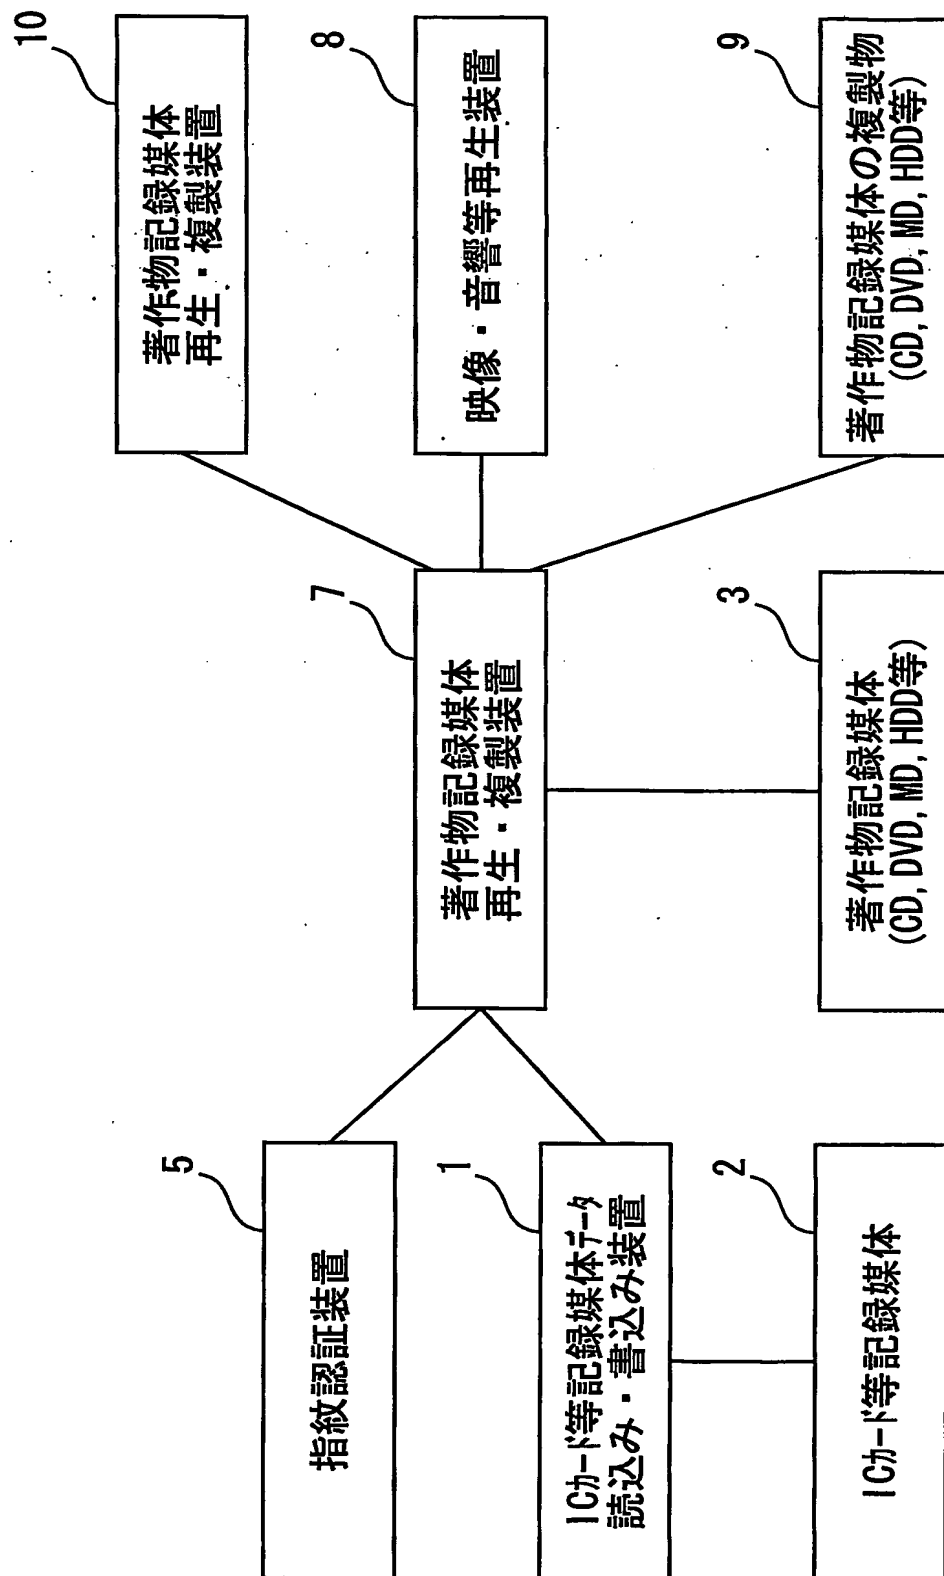 10
著作物記録媒体
再生・複製装置
8
映像・音響等再生装置
9
著作物記録媒体の複製物
(CD, DVD, MD, HDD等)
7
著作物記録媒体
再生・複製装置
3
著作物記録媒体
(CD, DVD, MD, HDD等)
5
指紋認証装置
1
ICカード等記録媒体データ
読込み・書込み装置
2
ICカード等記録媒体